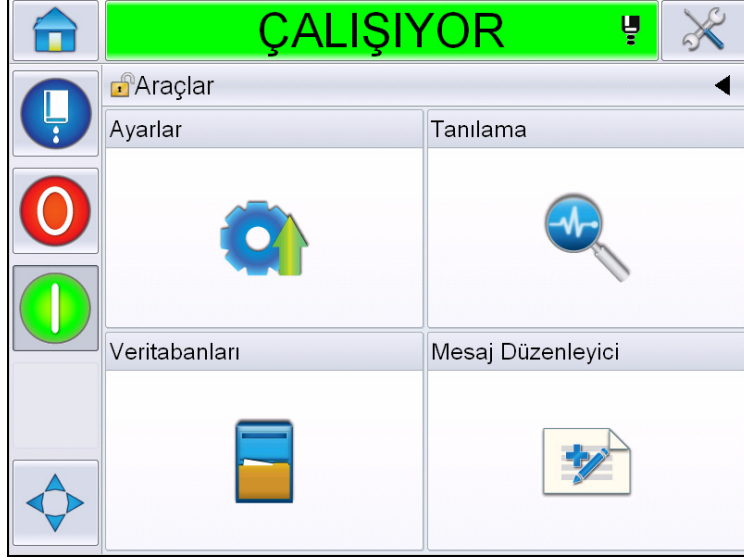 ÇALIŞIYOR
Araçlar
Ayarlar
Tanılama
Veritabanları
Mesaj Düzenleyici